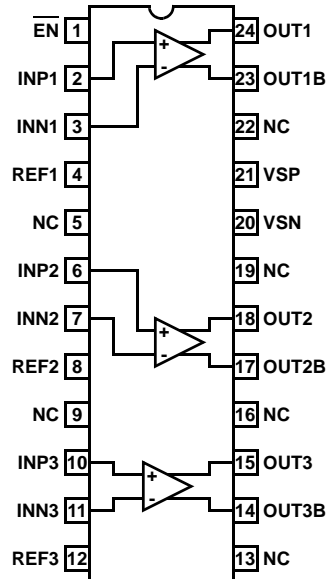 EN 1 24 OUT1
+
-
INP1 2 23 OUT1B
INN1 3 22 NC
REF1 4 21 VSP
NC 5 20 VSN
INP2 6 19 NC
INN2 7 18 OUT2
+
-
REF2 8 17 OUT2B
NC 9 16 NC
INP3 10 15 OUT3
+
-
INN3 11 14 OUT3B
REF3 12 13 NC